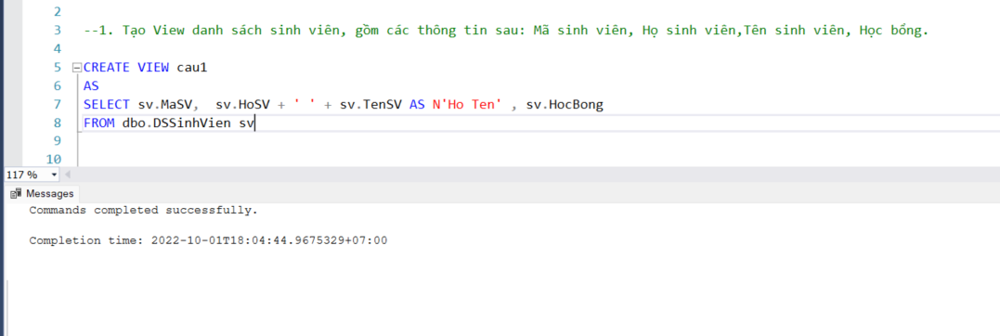 2
3 --1. Tạo View danh sách sinh viên, gồm các thông tin sau: Mã sinh viên, Họ sinh viên,Tên sinh viên, Học bổng.
4
5 CREATE VIEW cau1
6 AS
7 SELECT sv.MaSV,  sv.HoSV + ' ' + sv.TenSV AS N'Ho Ten' , sv.HocBong
8 FROM dbo.DSSinhVien sv
9
10
117 %
Messages
Commands completed successfully.
Completion time: 2022-10-01T18:04:44.9675329+07:00